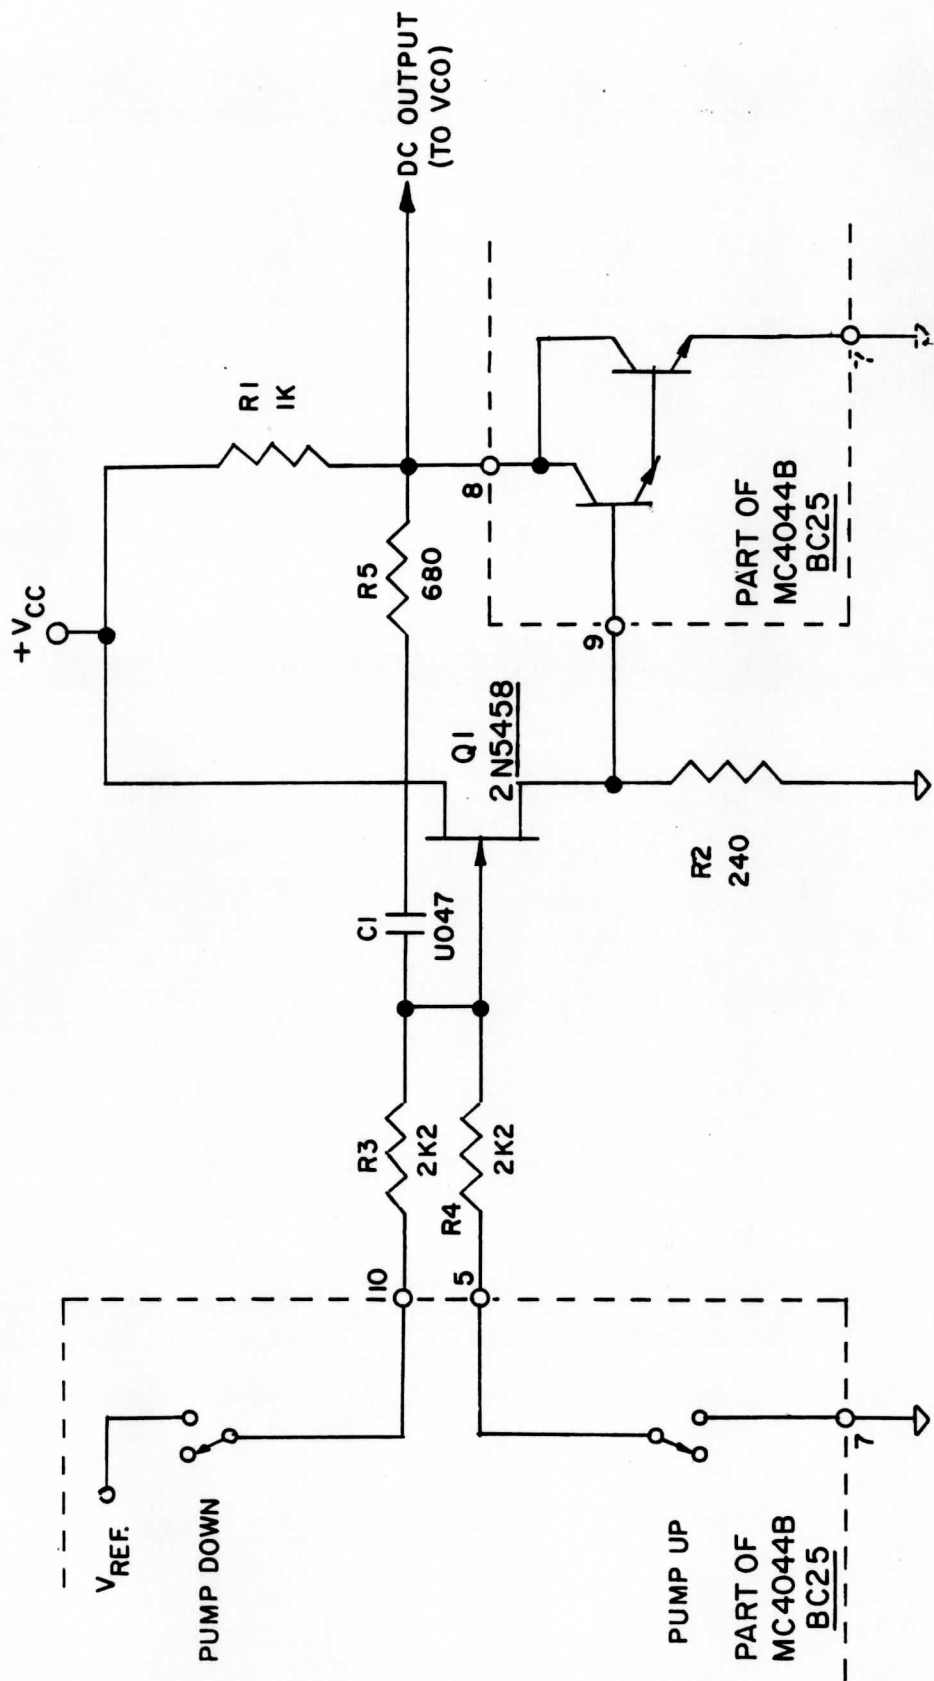 +VCC
R1
1K
DC OUTPUT
(TO VCO)
R5
680
8
9
7
PART OF
MC4044B
BC25
Q1
2N5458
R2
240
C1
U047
R3
2K2
R4
2K2
10
5
VREF.
PUMP DOWN
PUMP UP
7
PART OF
MC4044B
BC25